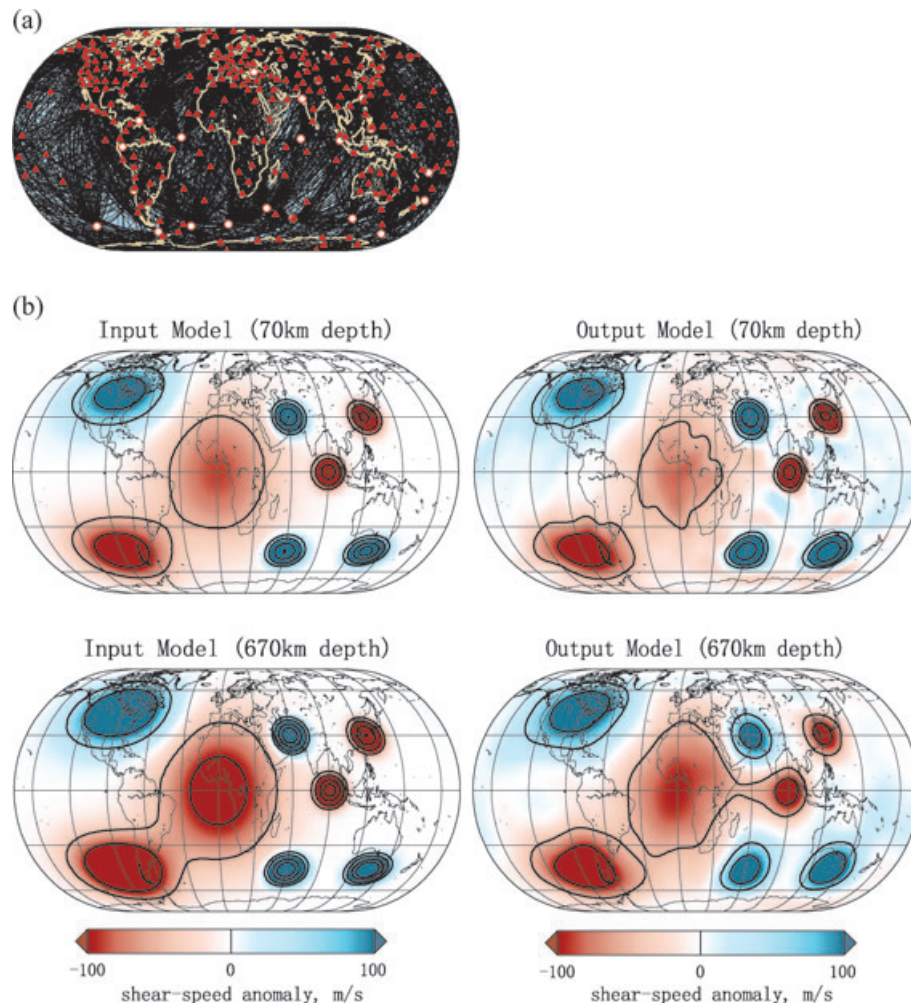 (a)
(b)
Input Model (70km depth)
Output Model (70km depth)
Input Model (670km depth)
Output Model (670km depth)
-100 0 100
-100 0 100
shear-speed anomaly, m/s
shear-speed anomaly, m/s